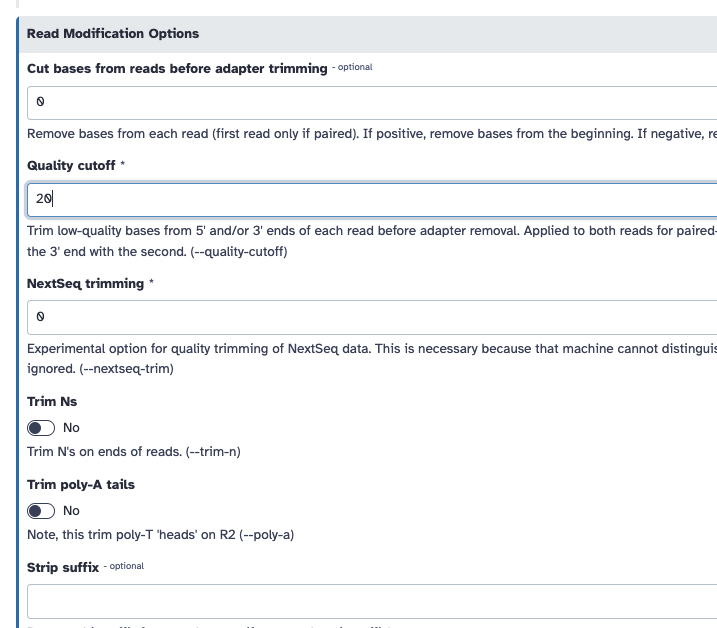 Read Modification Options
Cut bases from reads before adapter trimming - optional
0
Remove bases from each read (first read only if paired). If positive, remove bases from the beginning. If negative,
Quality cutoff *
20
Trim low-quality bases from 5' and/or 3' ends of each read before adapter removal. Applied to both reads for paired-
the 3' end with the second. (--quality-cutoff)
NextSeq trimming *
0
Experimental option for quality trimming of NextSeq data. This is necessary because that machine cannot
ignored. (--nextseq-trim)
Trim Ns
No
Trim N's on ends of reads. (--trim-n)
Trim poly-A tails
No
Note, this trim poly-T 'heads' on R2 (--poly-a)
Strip suffix - optional